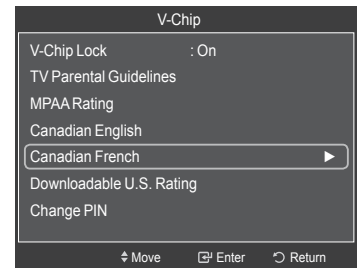 V-Chip
V-Chip Lock : On
TV Parental Guidelines
MPAA Rating
Canadian English
Canadian French ►
Downloadable U.S. Rating
Change PIN
Move Enter Return